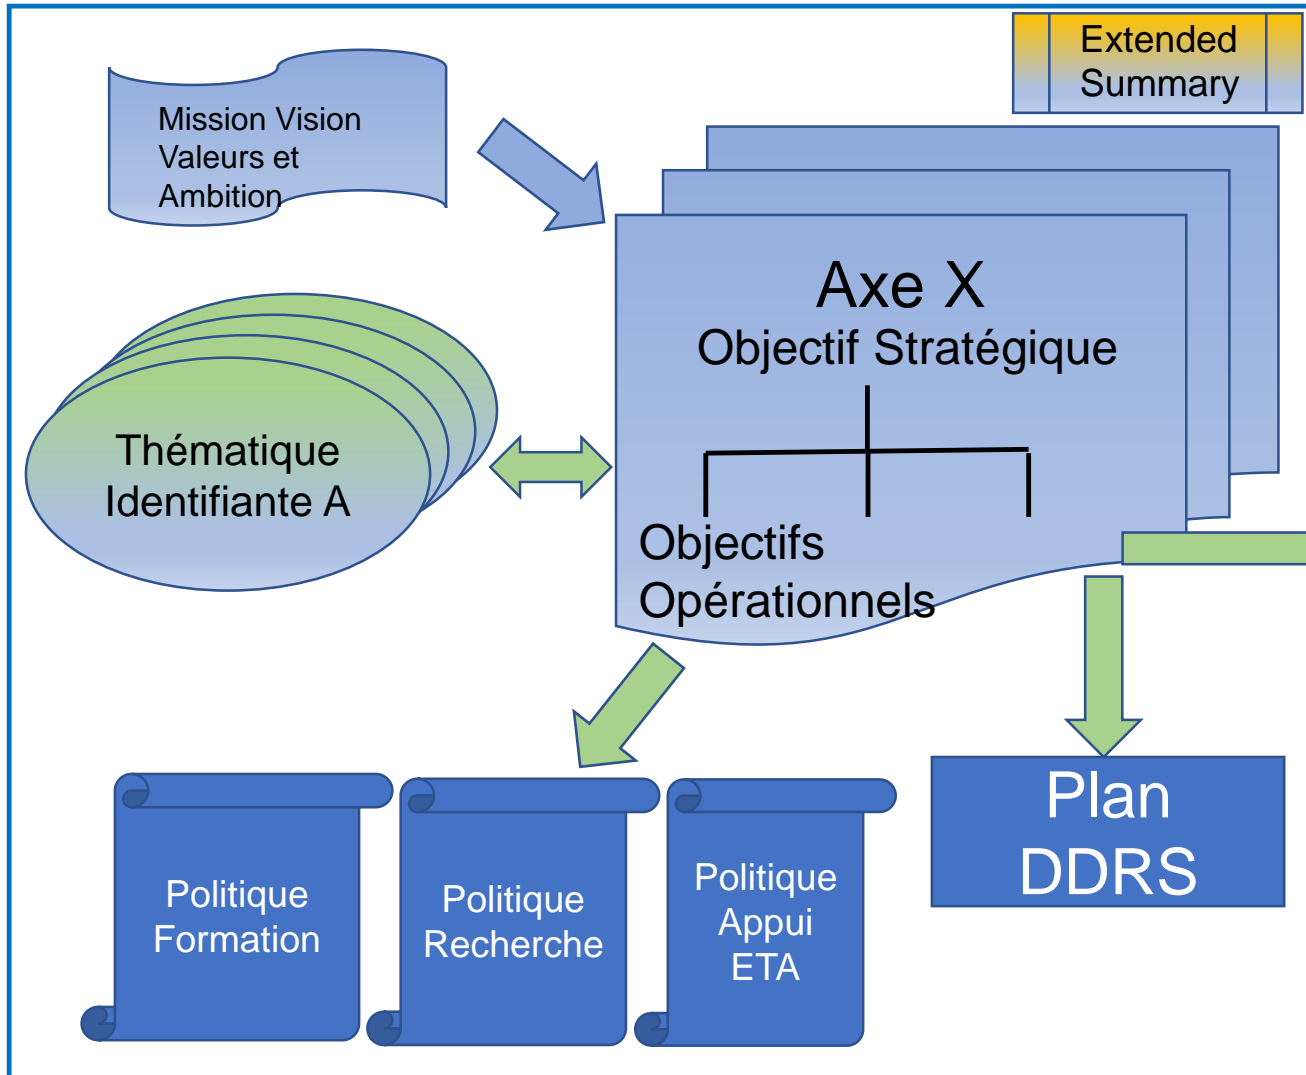 Extended
Summary
Mission Vision
Valeurs et
Ambition
Axe X
Objectif Stratégique
Thématique
Identifiante A
Objectifs
Opérationnels
Plan
DDRS
Politique
Formation
Politique
Recherche
Politique
Appui
ETA